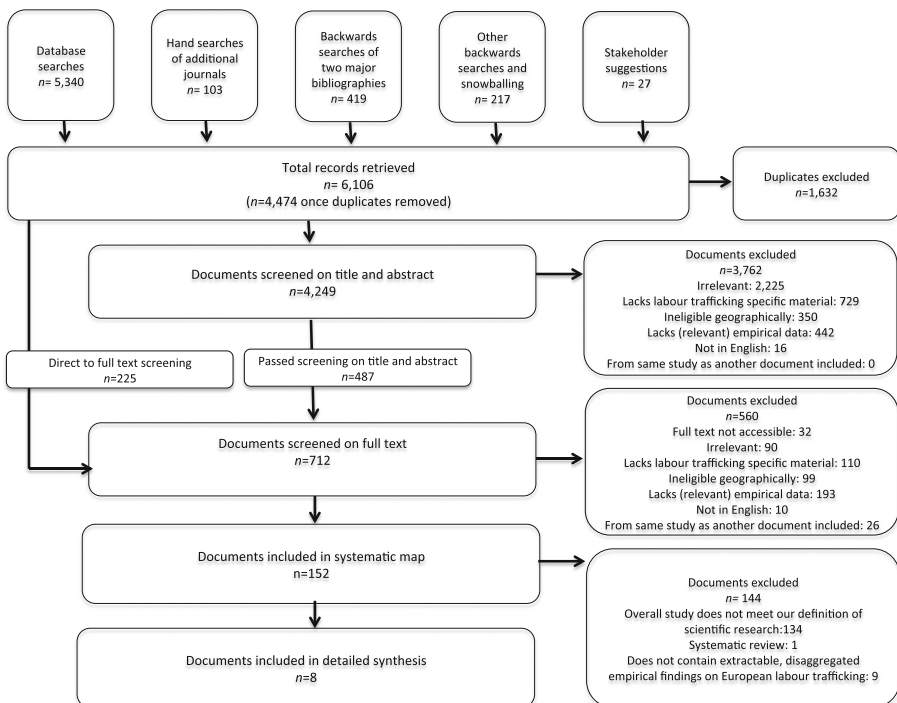 Database
searches
n= 5,340
Hand searches
of additional
journals
n= 103
Backwards
searches of
two major
bibliographies
n= 419
Other
backwards
searches and
snowballing
n= 217
Stakeholder
suggestions
n= 27
Total records retrieved
n= 6,106
(n=4,474 once duplicates removed)
Duplicates excluded
n=1,632
Documents screened on title and abstract
n=4,249
Documents excluded
n=3,762
Irrelevant: 2,225
Lacks labour trafficking specific material: 729
Ineligible geographically: 350
Lacks (relevant) empirical data: 442
Not in English: 16
From same study as another document included: 0
Direct to full text screening
n=225
Passed screening on title and abstract
n=487
Documents screened on full text
n=712
Documents excluded
n=560
Full text not accessible: 32
Irrelevant: 90
Lacks labour trafficking specific material: 110
Ineligible geographically: 99
Lacks (relevant) empirical data: 193
Not in English: 10
From same study as another document included: 26
Documents included in systematic map
n=152
Documents excluded
n= 144
Overall study does not meet our definition of
scientific research:134
Systematic review: 1
Does not contain extractable, disaggregated
empirical findings on European labour trafficking: 9
Documents included in detailed synthesis
n=8